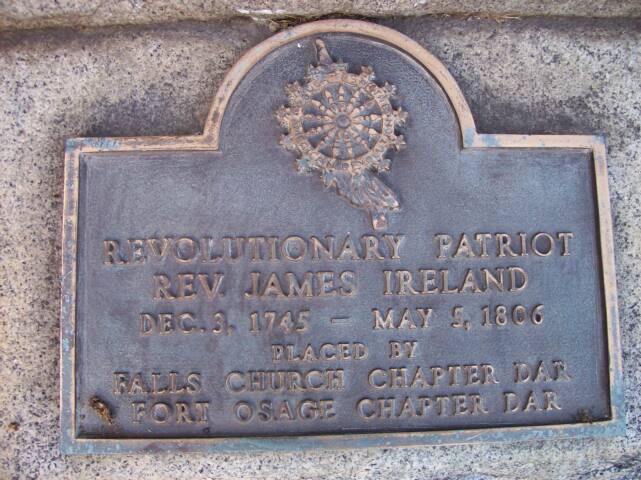 REVOLUTIONARY PATRIOT
REV. JAMES IRELAND
DEC. 3, 1745 – MAY 5, 1806
PLACED BY
FALLS CHURCH CHAPTER DAR
FORT OSAGE CHAPTER DAR